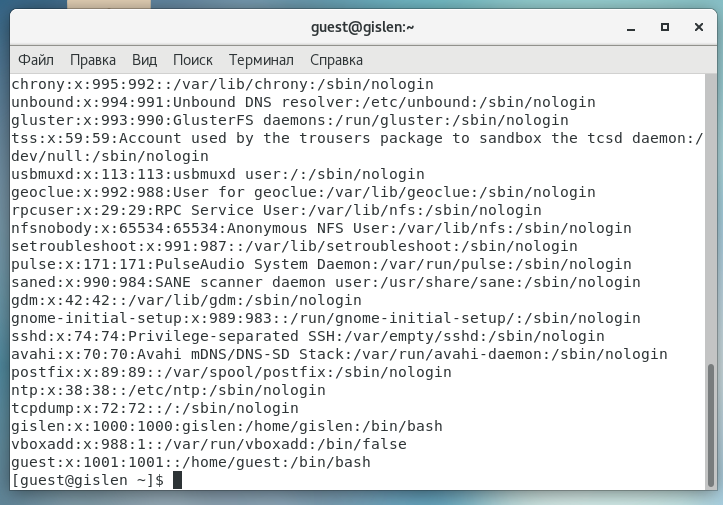 guest@gislen:~
Файл Правка Вид Поиск Терминал Справка
chrony:x:995:992::/var/lib/chrony:/sbin/nologin
unbound:x:994:991:Unbound DNS resolver:/etc/unbound:/sbin/nologin
gluster:x:993:990:GlusterFS daemons:/run/gluster:/sbin/nologin
tss:x:59:59:Account used by the trousers package to sandbox the tcsd daemon:/
dev/null:/sbin/nologin
usbmuxd:x:113:113:usbmuxd user:/:/sbin/nologin
geoclue:x:992:988:User for geoclue:/var/lib/geoclue:/sbin/nologin
rpcuser:x:29:29:RPC Service User:/var/lib/nfs:/sbin/nologin
nfsnobody:x:65534:65534:Anonymous NFS User:/var/lib/nfs:/sbin/nologin
setroubleshoot:x:991:987::/var/lib/setroubleshoot:/sbin/nologin
pulse:x:171:171:PulseAudio System Daemon:/var/run/pulse:/sbin/nologin
saned:x:990:984:SANE scanner daemon user:/usr/share/sane:/sbin/nologin
gdm:x:42:42::/var/lib/gdm:/sbin/nologin
gnome-initial-setup:x:989:983::/run/gnome-initial-setup/:/sbin/nologin
sshd:x:74:74:Privilege-separated SSH:/var/empty/sshd:/sbin/nologin
avahi:x:70:70:Avahi mDNS/DNS-SD Stack:/var/run/avahi-daemon:/sbin/nologin
postfix:x:89:89::/var/spool/postfix:/sbin/nologin
ntp:x:38:38::/etc/ntp:/sbin/nologin
tcpdump:x:72:72::/:/sbin/nologin
gislen:x:1000:1000:gislen:/home/gislen:/bin/bash
vboxadd:x:988:1::/var/run/vboxadd:/bin/false
guest:x:1001:1001::/home/guest:/bin/bash
[guest@gislen ~]$